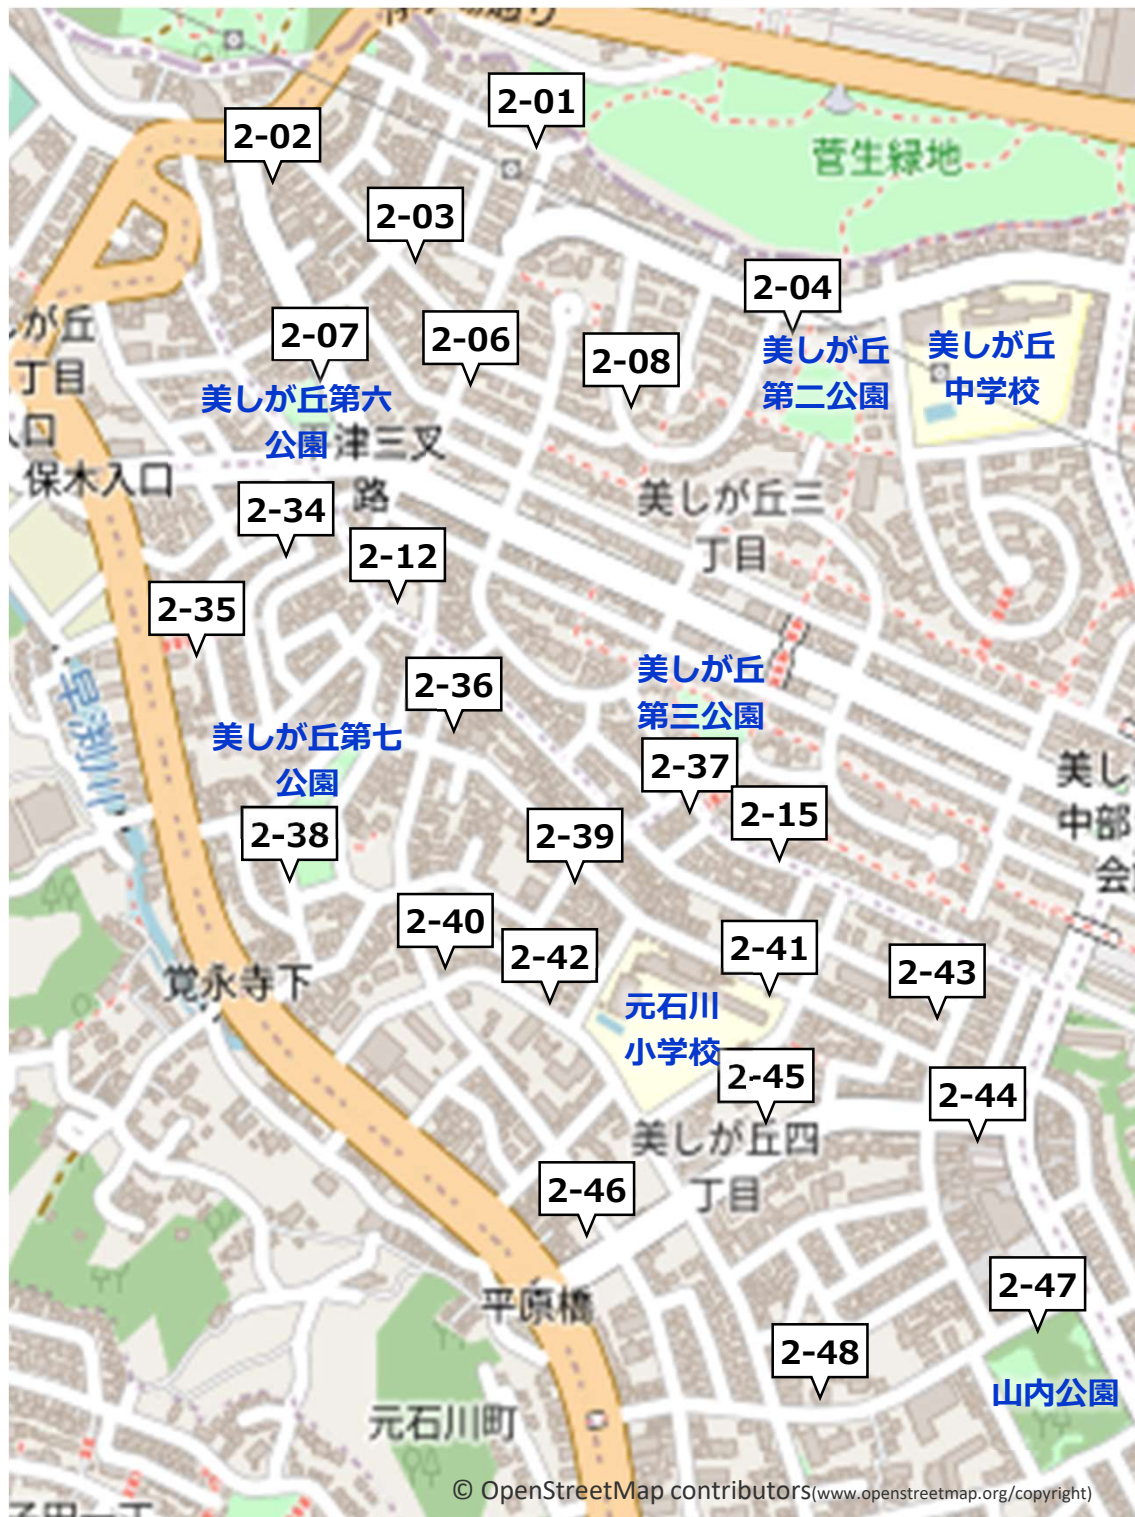 2-01
2-02
菅生緑地
2-03
2-04
が丘
丁目
2-07
2-06
2-08
美しが丘
第二公園
美しが丘
中学校
美しが丘第六
公園
津三叉
路
入口
保木入口
2-34
美しが丘三
丁目
2-12
2-35
早渕川
2-36
美しが丘
第三公園
美しが丘第七
公園
2-37
2-15
美し
中部
会
2-38
2-39
2-40
2-42
2-41
2-43
覚永寺下
元石川
小学校
2-45
2-44
美しが丘四
丁目
2-46
2-47
平原橋
2-48
山内公園
元石川町
© OpenStreetMap contributors(www.openstreetmap.org/copyright)